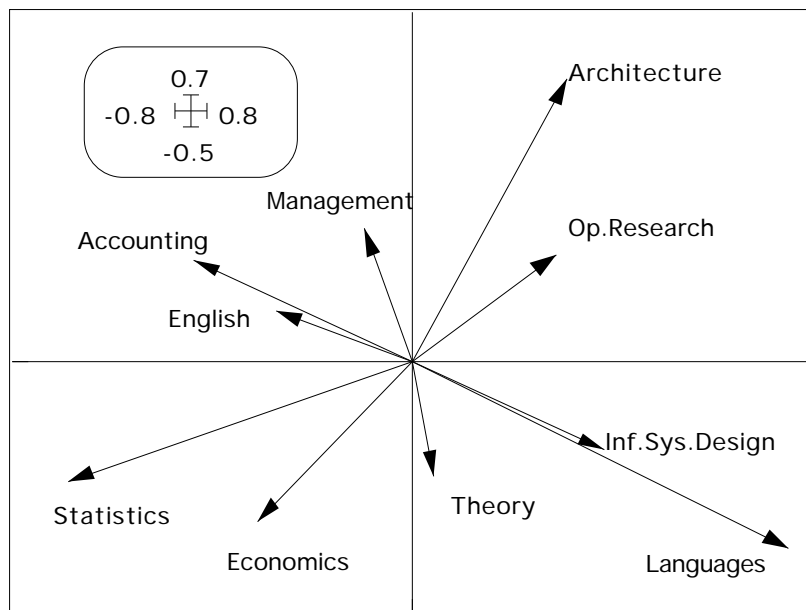 0.7
-0.8 0.8
-0.5
Architecture
Management
Op.Research
Accounting
English
Inf.Sys.Design
Statistics
Theory
Economics
Languages